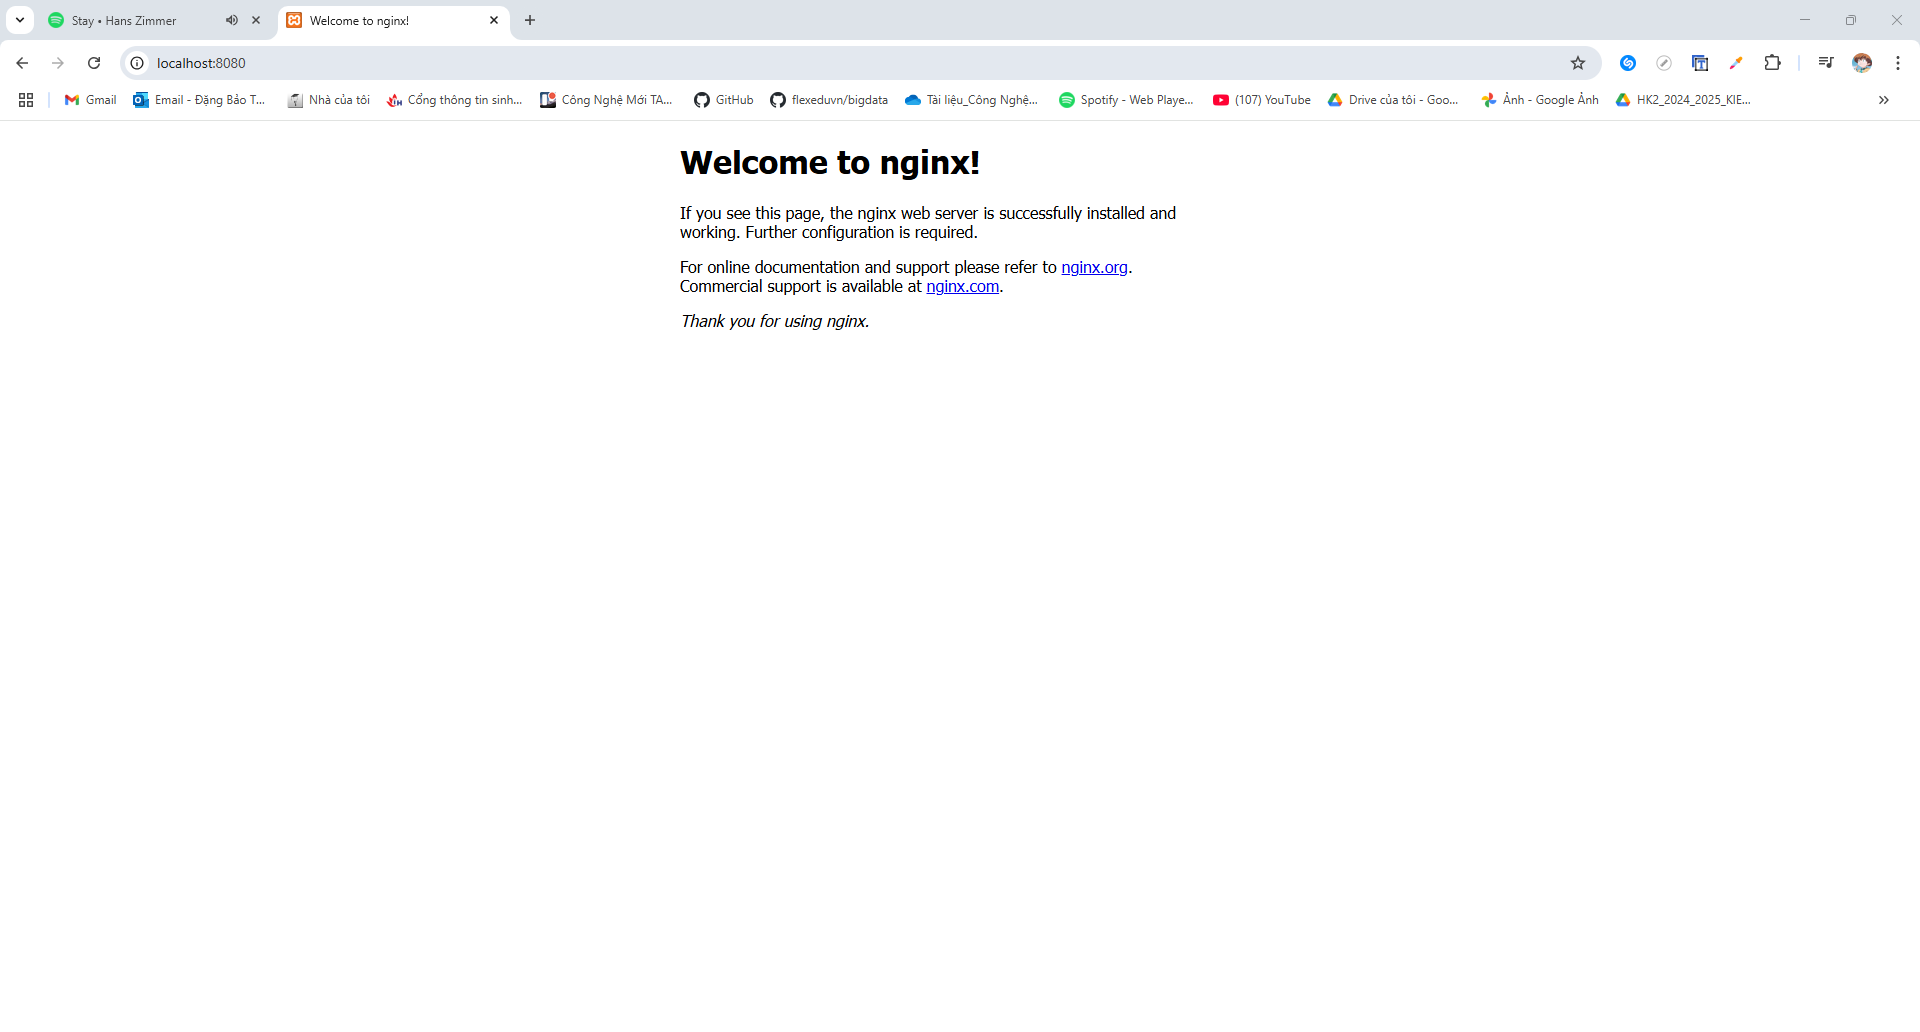 Stay • Hans Zimmer
Welcome to nginx!
localhost:8080
Gmail
Email - Đặng Bảo T...
Nhà của tôi
Cổng thông tin sinh...
Công Nghệ Mới TA...
GitHub
flexeduvn/bigdata
Tài liệu_Công Nghệ...
Spotify - Web Playe...
(107) YouTube
Drive của tôi - Goo...
Ảnh - Google Ảnh
HK2_2024_2025_KIE...
Welcome to nginx!
If you see this page, the nginx web server is successfully installed and
working. Further configuration is required.
For online documentation and support please refer to nginx.org.
Commercial support is available at nginx.com.
Thank you for using nginx.